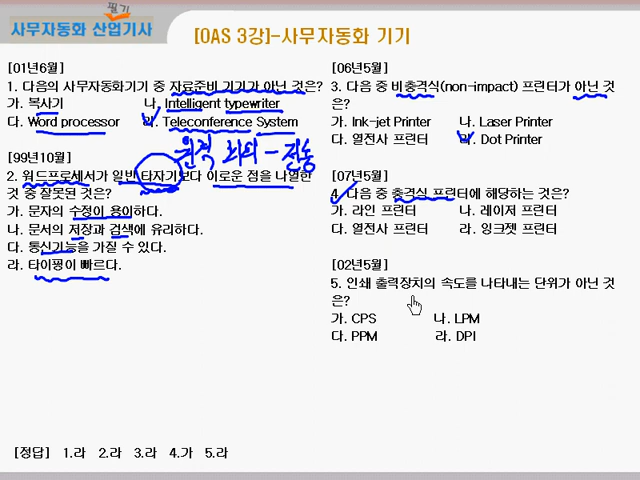 필기
사무자동화 산업기사
[OAS 3강]-사무자동화 기기
[01년6월]
1. 다음의 사무자동화기기 중 자료준비 기기가 아닌 것은?
가. 복사기 나. Intelligent typewriter
다. Word processor 라. Teleconference System
원격 회의 -
[99년10월]
2. 워드프로세서가 일반 타자기보다 이로운 점을 나열한
것 중 잘못된 것은?
가. 문자의 수정이 용이하다.
나. 문서의 저장과 검색에 유리하다.
다. 통신기능을 가질 수 있다.
라. 타이핑이 빠르다.
[06년5월]
3. 다음 중 비충격식(non-impact) 프린터가 아닌 것
은?
가. Ink-jet Printer 나. Laser Printer
다. 열전사 프린터 라. Dot Printer
[07년5월]
4. 다음 중 충격식 프린터에 해당하는 것은?
가. 라인 프린터 나. 레이저 프린터
다. 열전사 프린터 라. 잉크젯 프린터
[02년5월]
5. 인쇄 출력장치의 속도를 나타내는 단위가 아닌 것
은?
가. CPS 나. LPM
다. PPM 라. DPI
[정답] 1.라 2.라 3.라 4.가 5.라